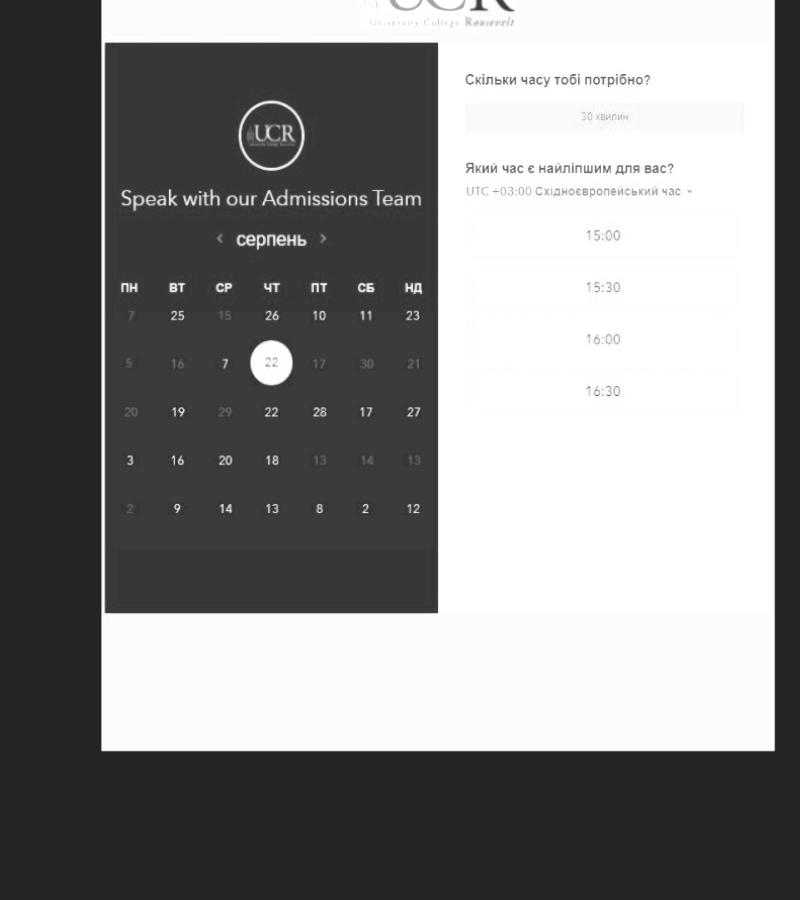 UCR
University College Roosevelt
UCR
Speak with our Admissions Team
< серпень >
ПН ВТ СР ЧТ ПТ СБ НД
7 25 15 26 10 11 23
5 16 7 22 17 30 21
20 19 29 22 28 17 27
3 16 20 18 13 14 13
2 9 14 13 8 2 12
Скільки часу тобі потрібно?
30 хвилин
Який час є найліпшим для вас?
UTC +03:00 Східноєвропейський час
15:00
15:30
16:00
16:30